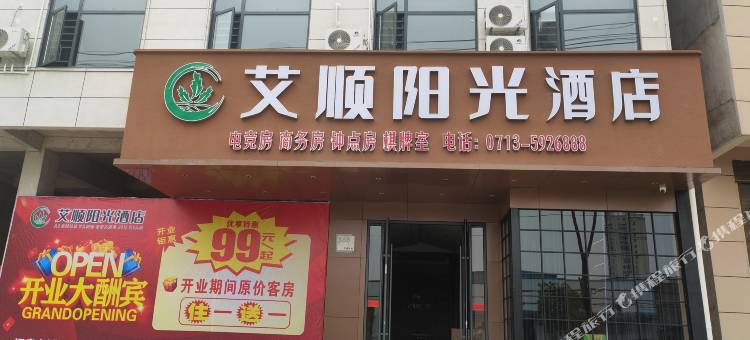 艾顺阳光酒店
电竞房 商务房 钟点房 棋牌室 电话：0713-5926888
艾顺阳光酒店
OPEN
开业大酬宾
GRANDOPENING
开业
钜惠
优享特惠
99元起
开业期间原价客房
住一送一
携程旅行